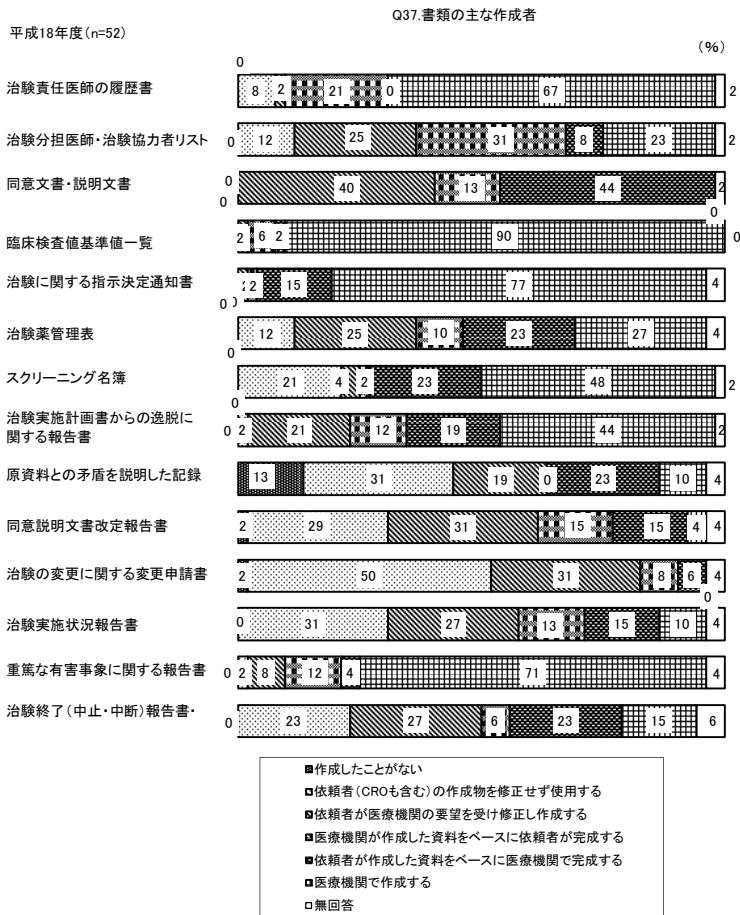 Q37.書類の主な作成者
平成18年度(n=52)
(%)
0
治験責任医師の履歴書 8 2 21 0 67 2
治験分担医師・治験協力者リスト 0 12 25 31 8 23 2
同意文書・説明文書 0 0 40 13 44 0 2
臨床検査値基準値一覧 2 6 2 90 0
治験に関する指示決定通知書 0 0 2 2 15 77 4
治験薬管理表 0 12 25 10 23 27 4
スクリーニング名簿 0 21 4 2 23 48 2
治験実施計画書からの逸脱に
関する報告書 0 2 21 12 19 44 2
原資料との矛盾を説明した記録 13 31 19 0 23 10 4
同意説明文書改定報告書 2 29 31 15 15 4 4
治験の変更に関する変更申請書 2 50 31 8 6 0 4
治験実施状況報告書 0 31 27 13 15 10 4
重篤な有害事象に関する報告書 0 2 8 12 4 71 4
治験終了(中止・中断)報告書・ 0 23 27 6 23 15 6
作成したことがない
依頼者(CROも含む)の作成物を修正せず使用する
依頼者が医療機関の要望を受け修正し作成する
医療機関が作成した資料をベースに依頼者が完成する
依頼者が作成した資料をベースに医療機関で完成する
医療機関で作成する
無回答